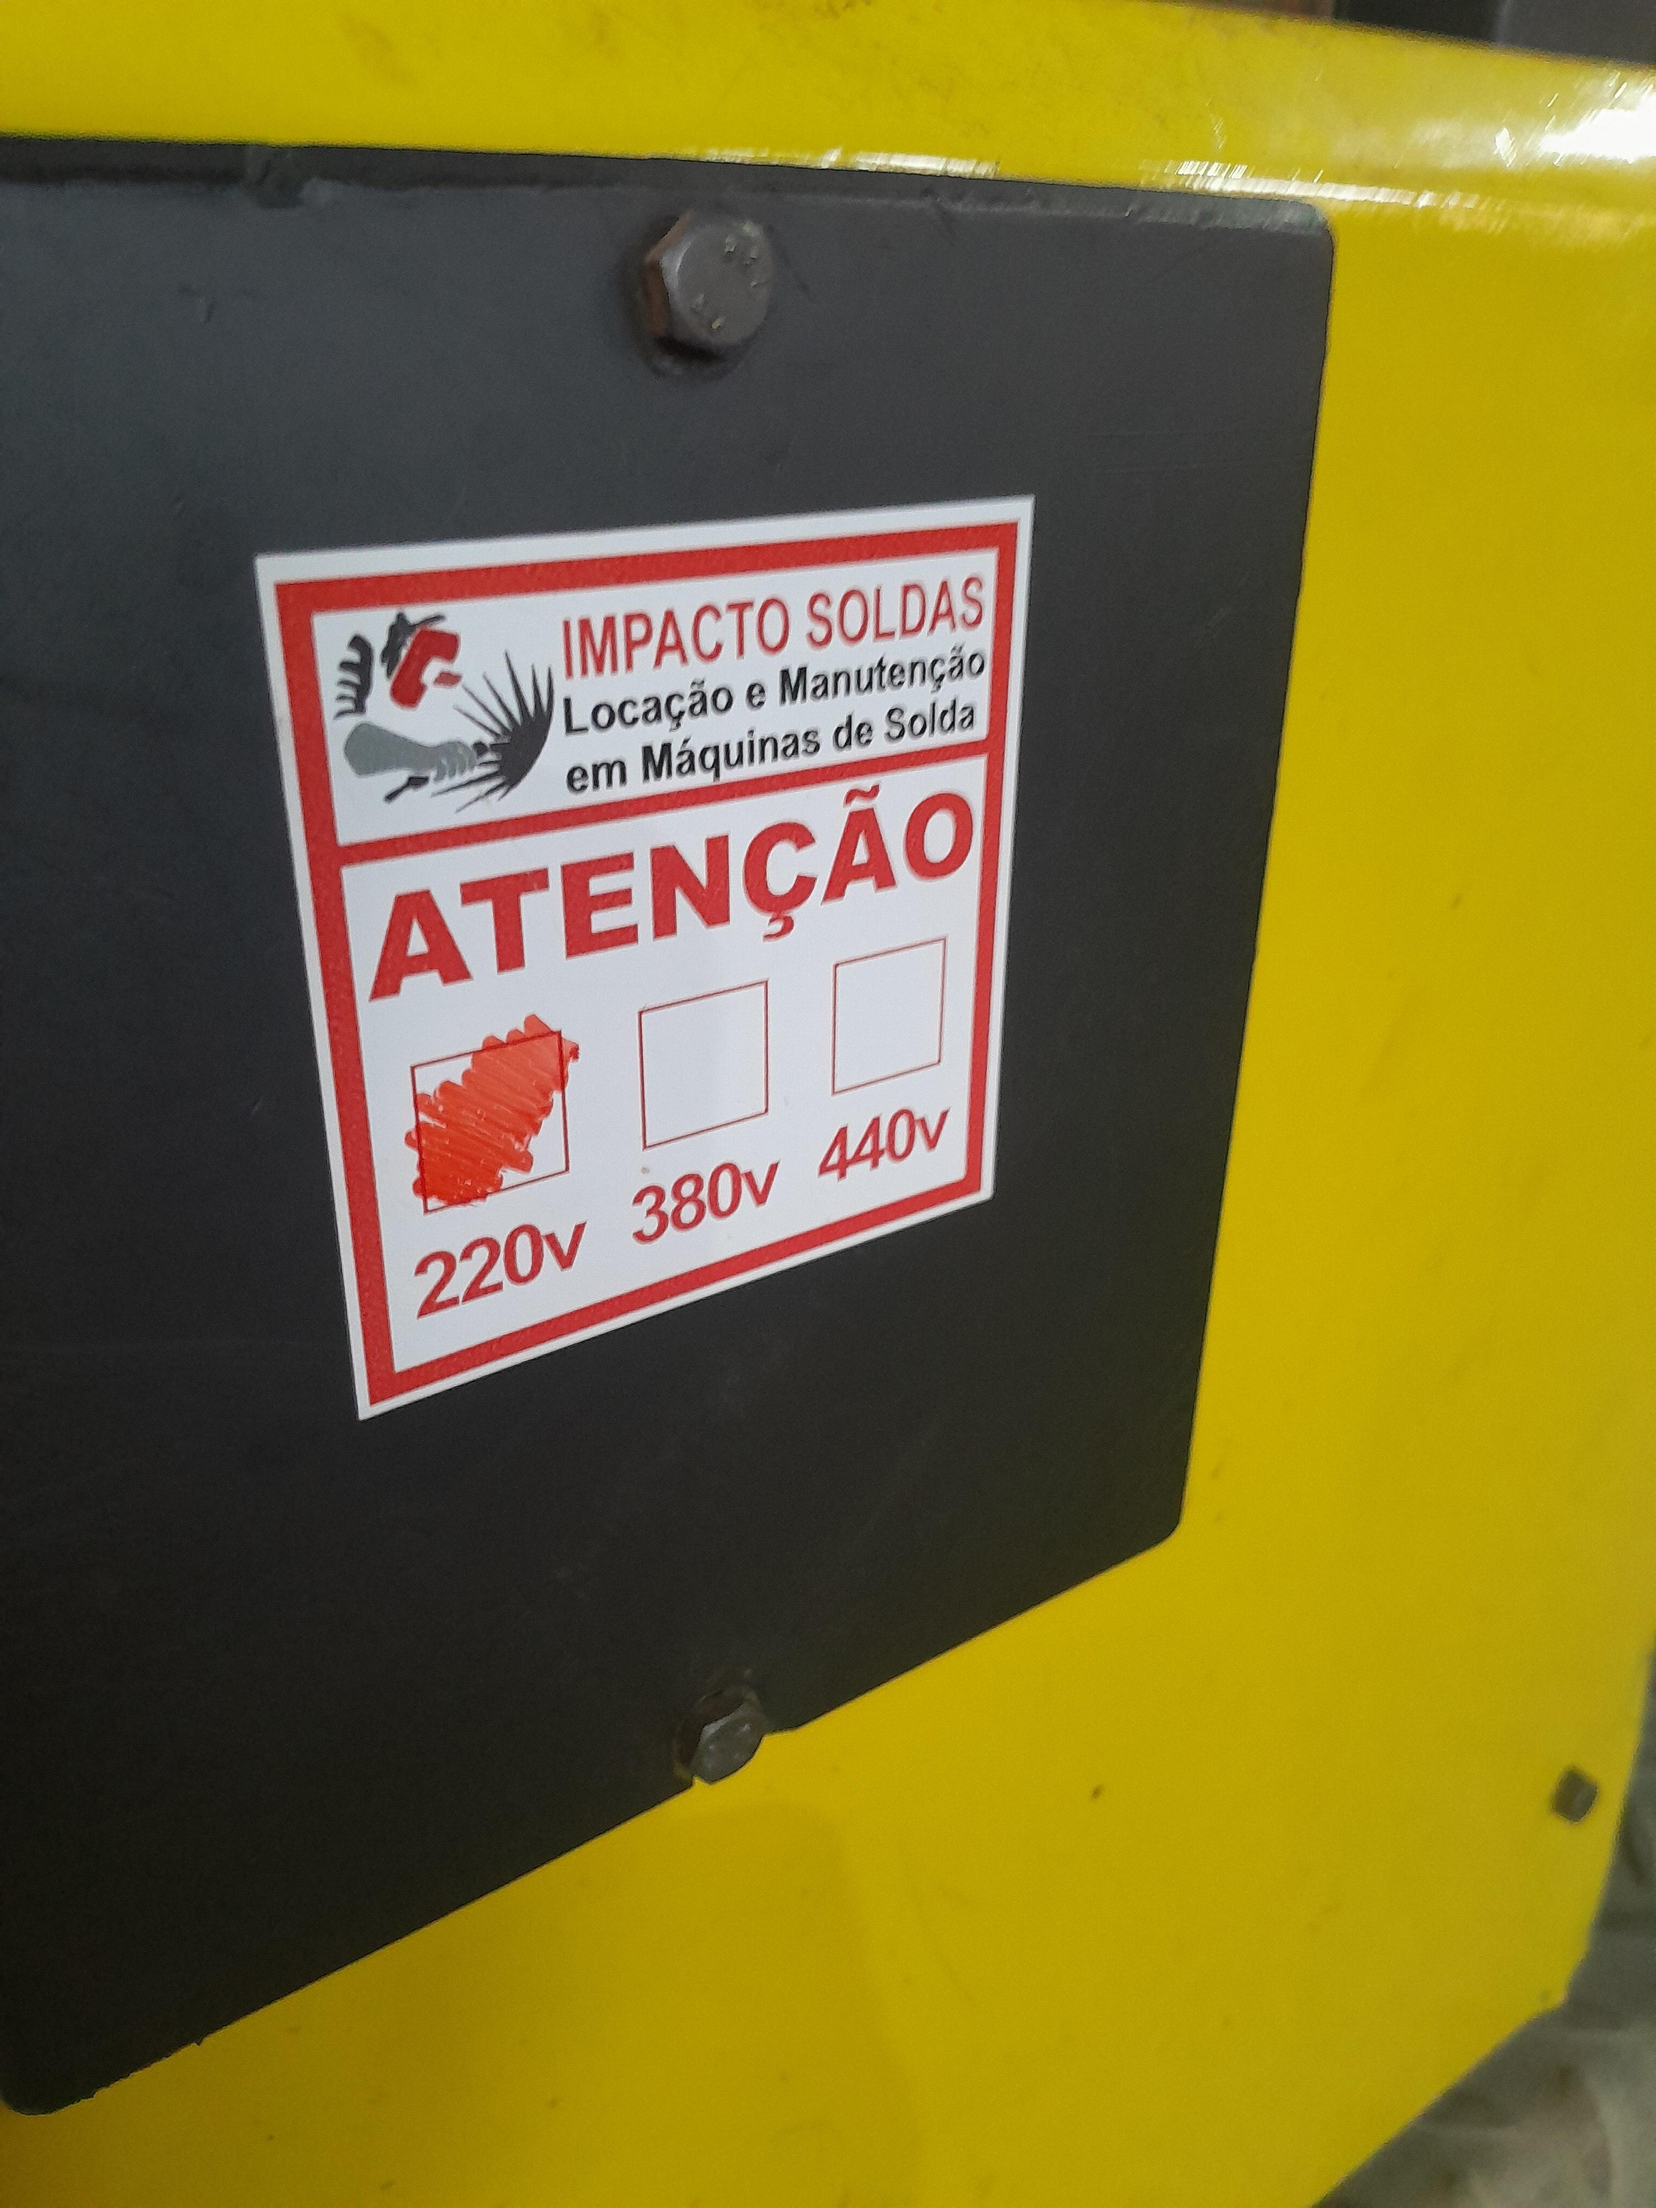 IMPACTO SOLDAS
Locação e Manutenção
em Máquinas de Solda
ATENÇÃO
220v 380v 440v